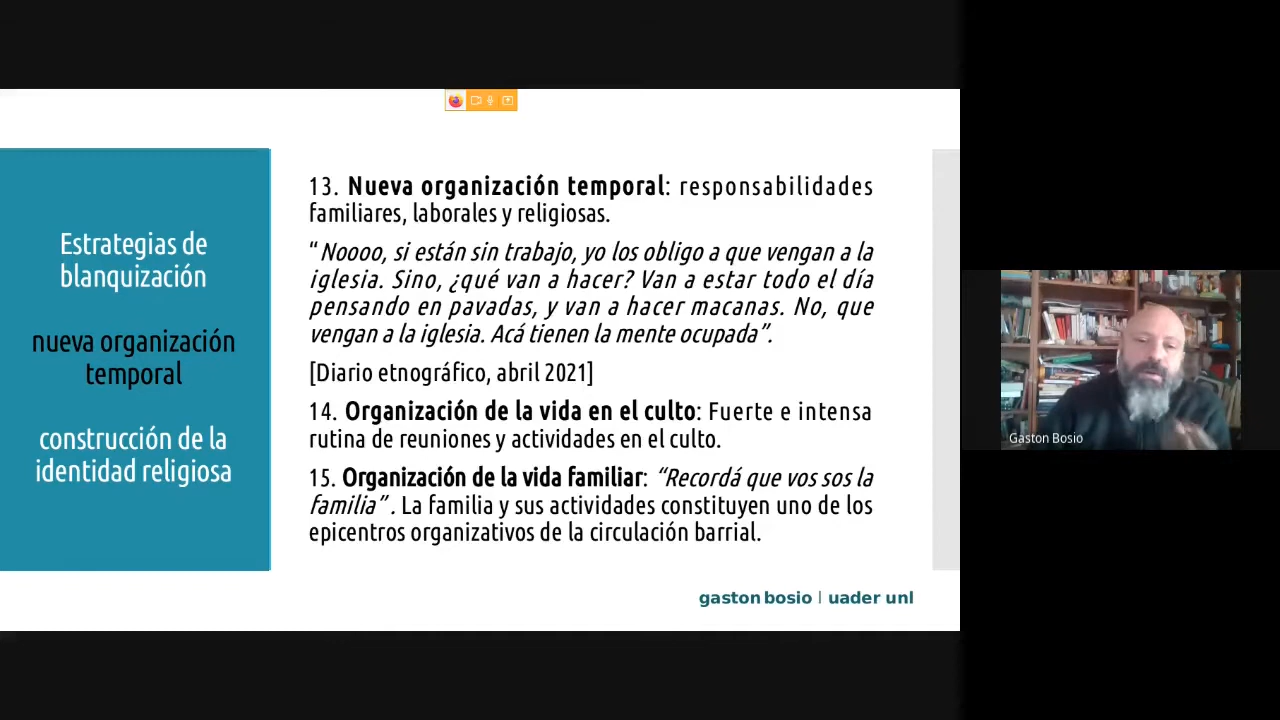 Estrategias de
blanquización
nueva organización
temporal
construcción de la
identidad religiosa
13. Nueva organización temporal: responsabilidades
familiares, laborales y religiosas.
“Noooo, si están sin trabajo, yo los obligo a que vengan a la
iglesia. Sino, ¿qué van a hacer? Van a estar todo el día
pensando en pavadas, y van a hacer macanas. No, que
vengan a la iglesia. Acá tienen la mente ocupada”.
[Diario etnográfico, abril 2021]
14. Organización de la vida en el culto: Fuerte e intensa
rutina de reuniones y actividades en el culto.
15. Organización de la vida familiar: “Recordá que vos sos la
familia” . La familia y sus actividades constituyen uno de los
epicentros organizativos de la circulación barrial.
gaston bosio | uader unl
Gaston Bosio